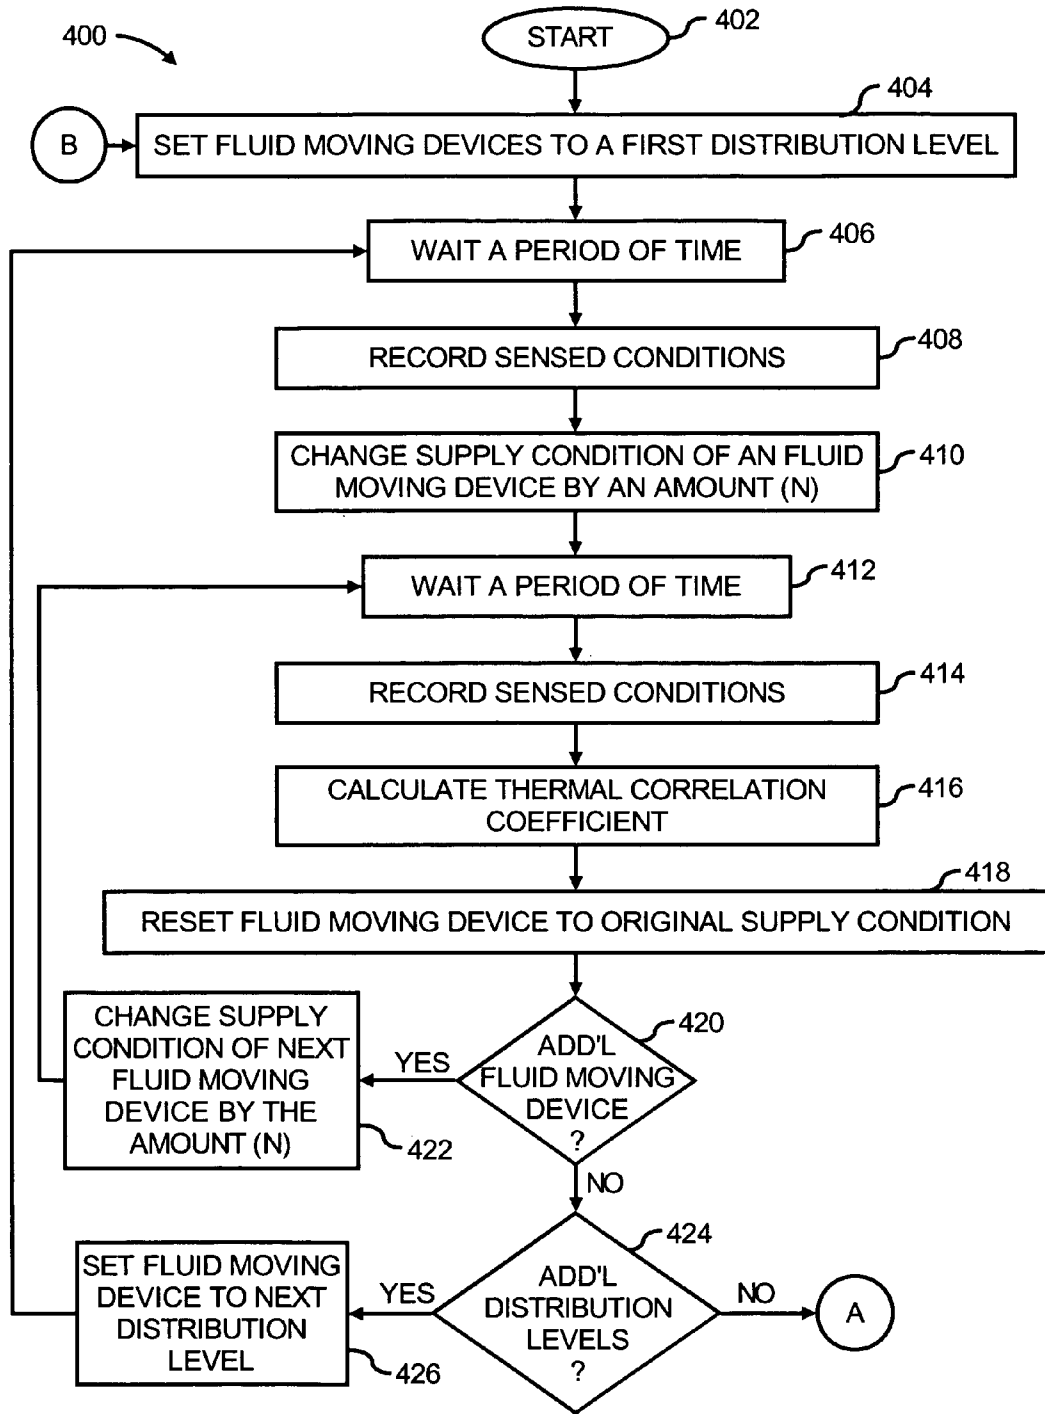 400
START
402
404
B
SET FLUID MOVING DEVICES TO A FIRST DISTRIBUTION LEVEL
WAIT A PERIOD OF TIME
406
RECORD SENSED CONDITIONS
408
CHANGE SUPPLY CONDITION OF AN FLUID
MOVING DEVICE BY AN AMOUNT (N)
410
WAIT A PERIOD OF TIME
412
RECORD SENSED CONDITIONS
414
CALCULATE THERMAL CORRELATION
COEFFICIENT
416
418
RESET FLUID MOVING DEVICE TO ORIGINAL SUPPLY CONDITION
420
ADD'L
FLUID MOVING
DEVICE
?
YES
CHANGE SUPPLY
CONDITION OF NEXT
FLUID MOVING
DEVICE BY THE
AMOUNT (N)
422
NO
424
ADD'L
DISTRIBUTION
LEVELS
?
YES
SET FLUID MOVING
DEVICE TO NEXT
DISTRIBUTION
LEVEL
426
NO
A